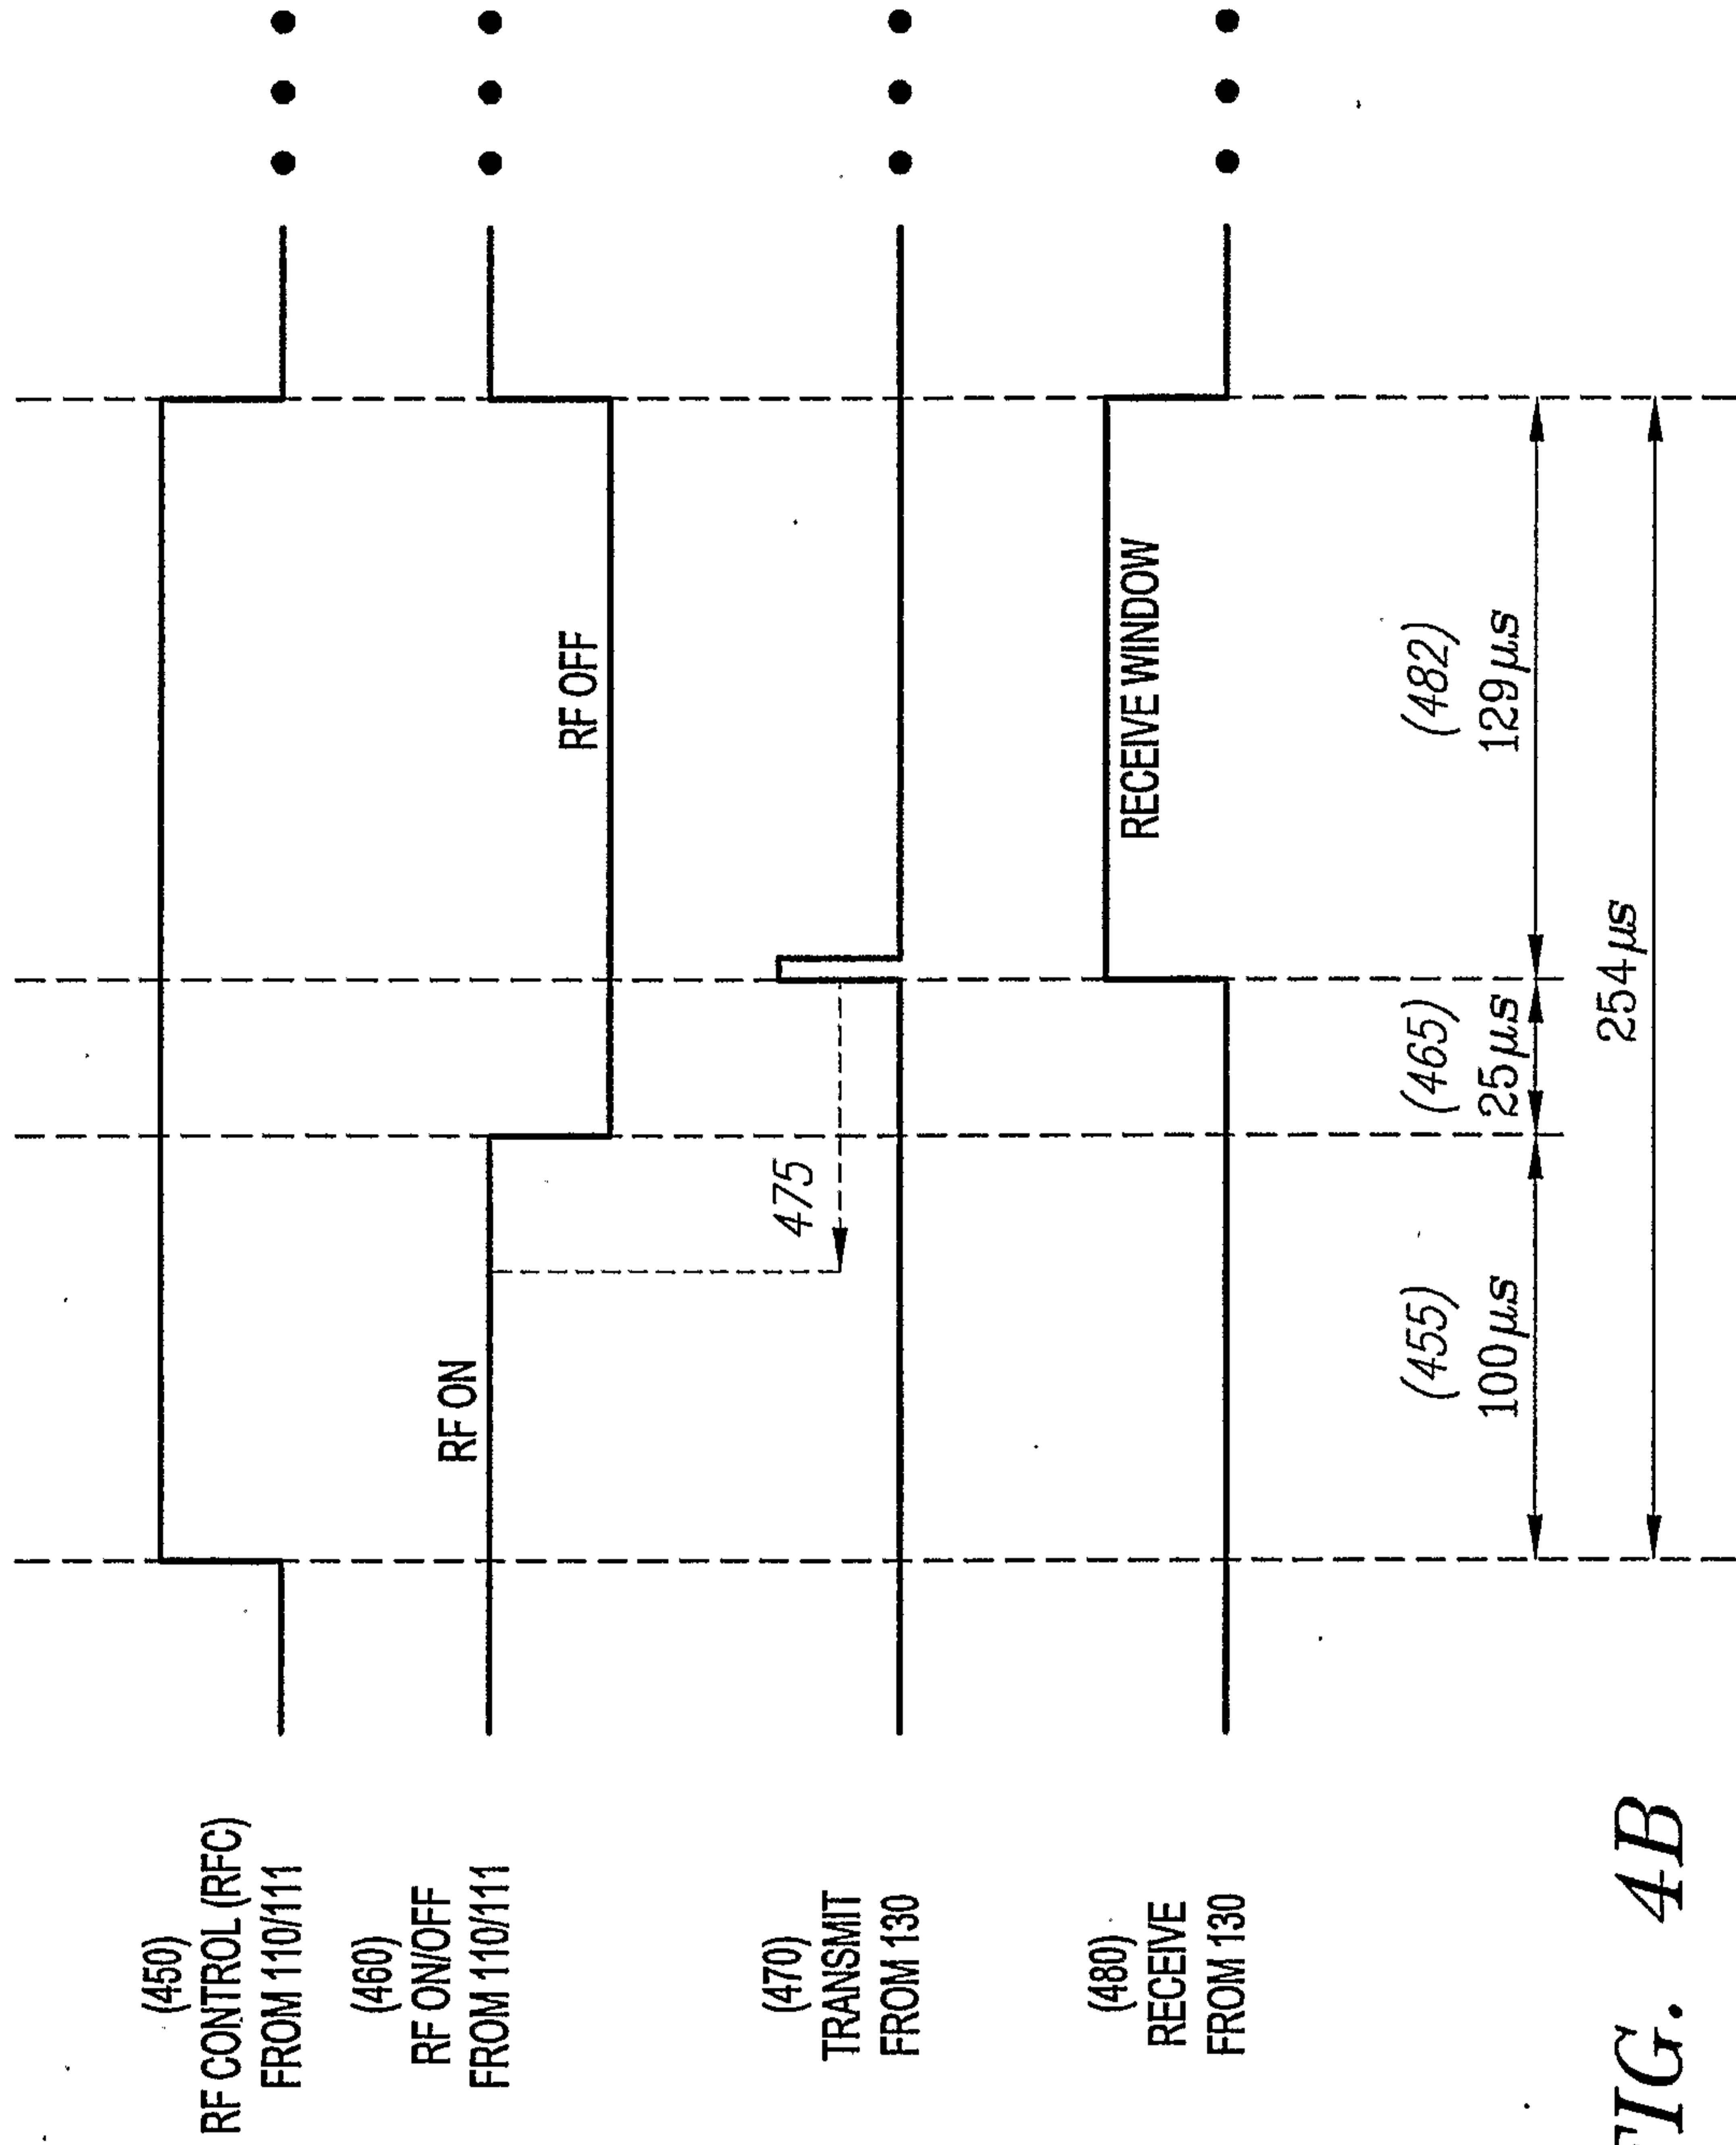 (450)
RF CONTROL (RFC)
FROM 110/111
(460)
RF ON/OFF
FROM 110/111
RF ON
RF OFF
(470)
TRANSMIT
FROM 130
475
(480)
RECEIVE
FROM 130
RECEIVE WINDOW
(455)
100µs
(465)
25µs
(482)
129µs
254µs
FIG. 4B